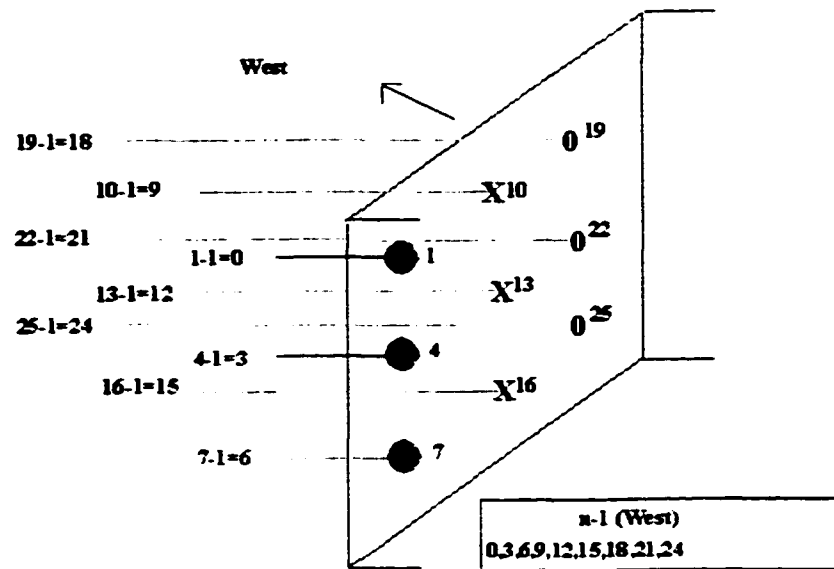 West
19-1=18 0 19
10-1=9 X10
22-1=21 0 22
1-1=0 1
13-1=12 X13
25-1=24 0 25
4-1=3 4
16-1=15 X16
7-1=6 7
n-1 (West)
0,3,6,9,12,15,18,21,24